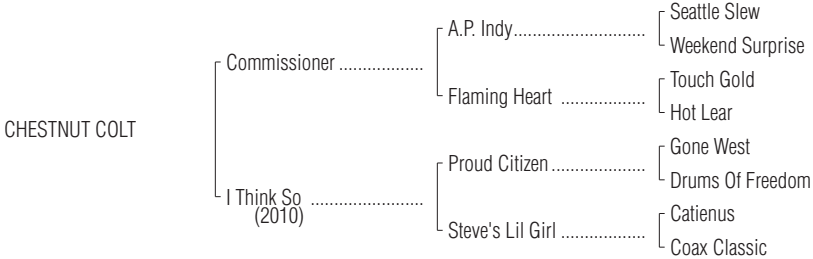 Seattle Slew
A.P. Indy..............................
Weekend Surprise
Commissioner ...................
Touch Gold
Flaming Heart ...................
Hot Lear
CHESTNUT COLT
Gone West
Proud Citizen.....................
Drums Of Freedom
I Think So .........................
(2010)
Catienus
Steve's Lil Girl ...................
Coax Classic